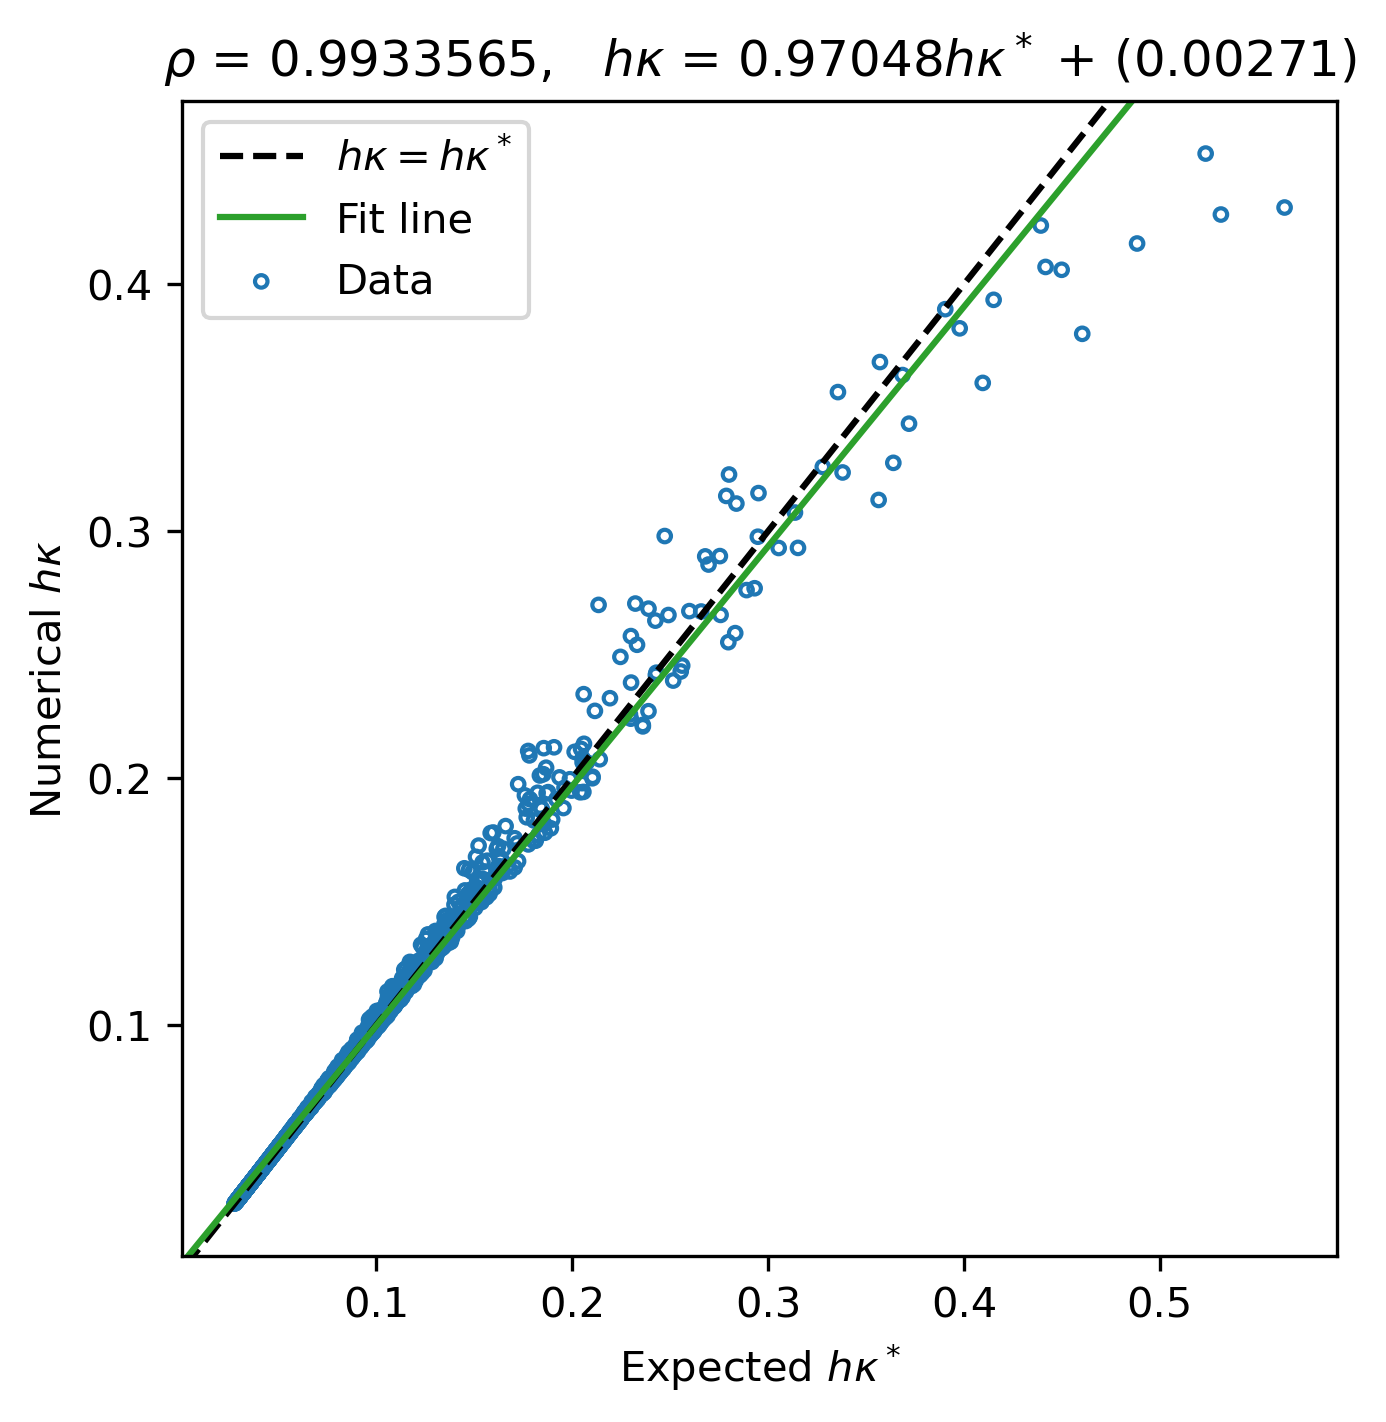 ρ = 0.9933565,   hκ = 0.97048hκ* + (0.00271)
hκ = hκ*
Fit line
Data
0.4
0.3
0.2
0.1
Numerical hκ
0.1 0.2 0.3 0.4 0.5
Expected hκ*